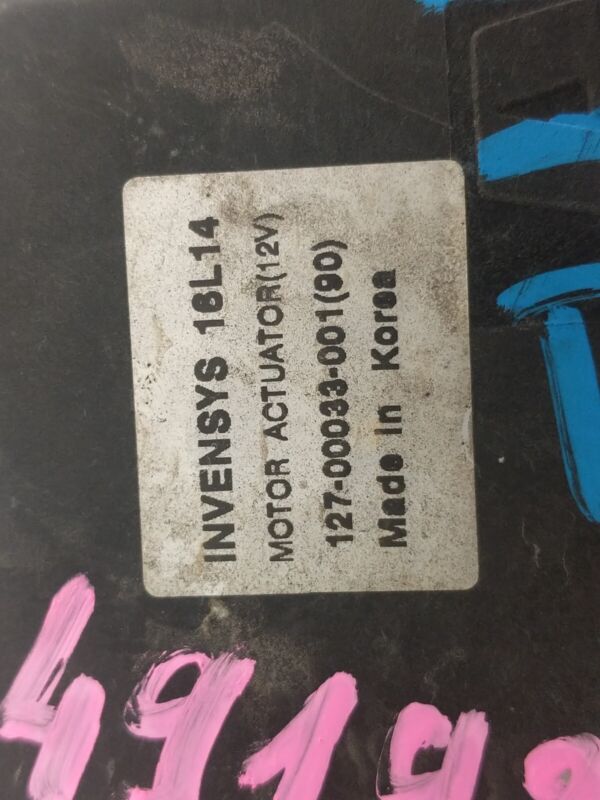 INVENSYS 16L14
MOTOR ACTUATOR(12V)
127-00033-001(90)
Made in Korea